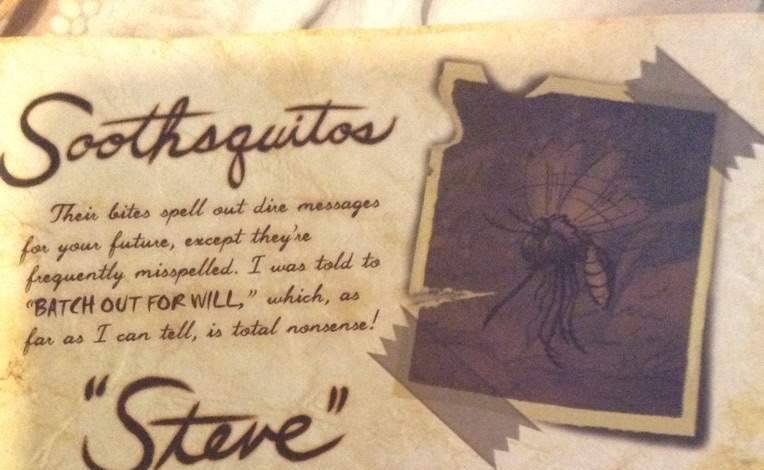 Soothsquitos
Their bites spell out dire messages
for your future, except they're
frequently misspelled. I was told to
"BATCH OUT FOR WILL," which, as
far as I can tell, is total nonsense!
"Steve"